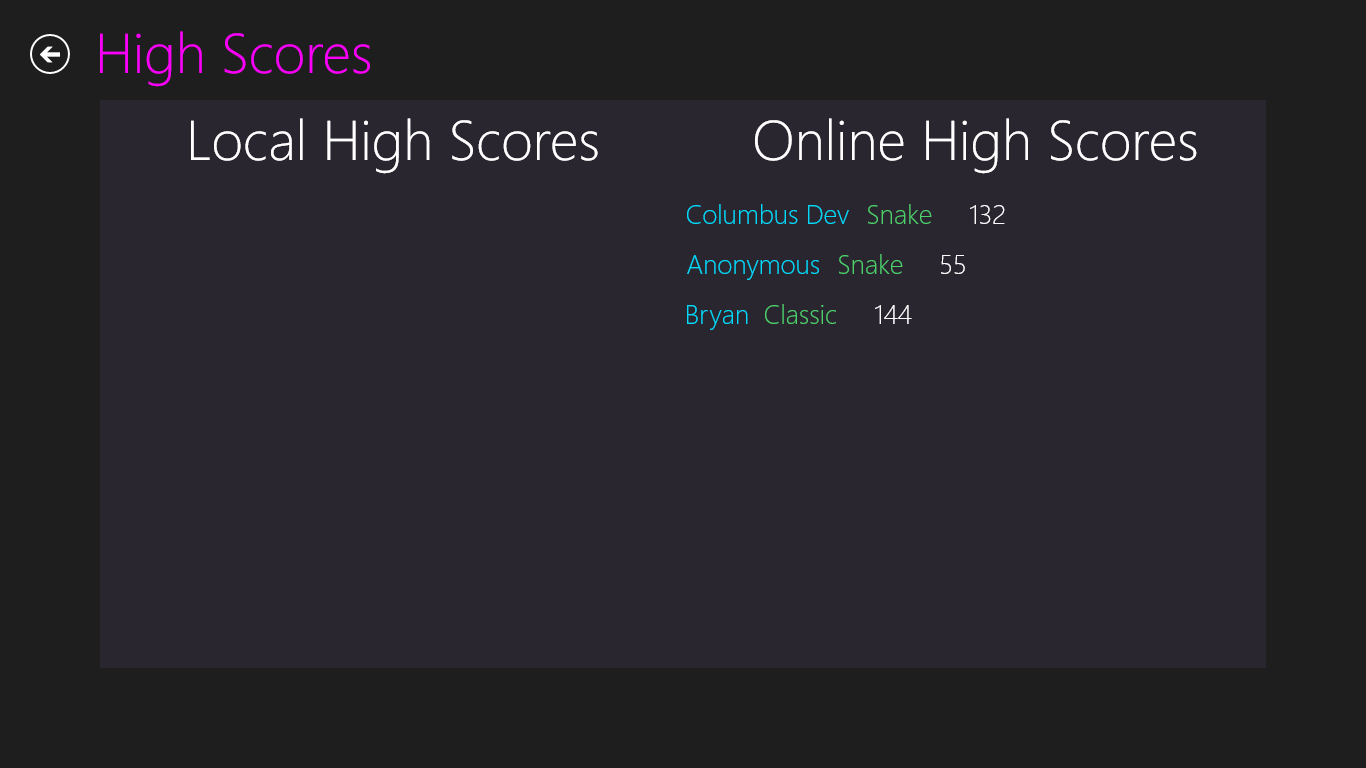 High Scores
Local High Scores
Online High Scores
Columbus Dev Snake 132
Anonymous Snake 55
Bryan Classic 144